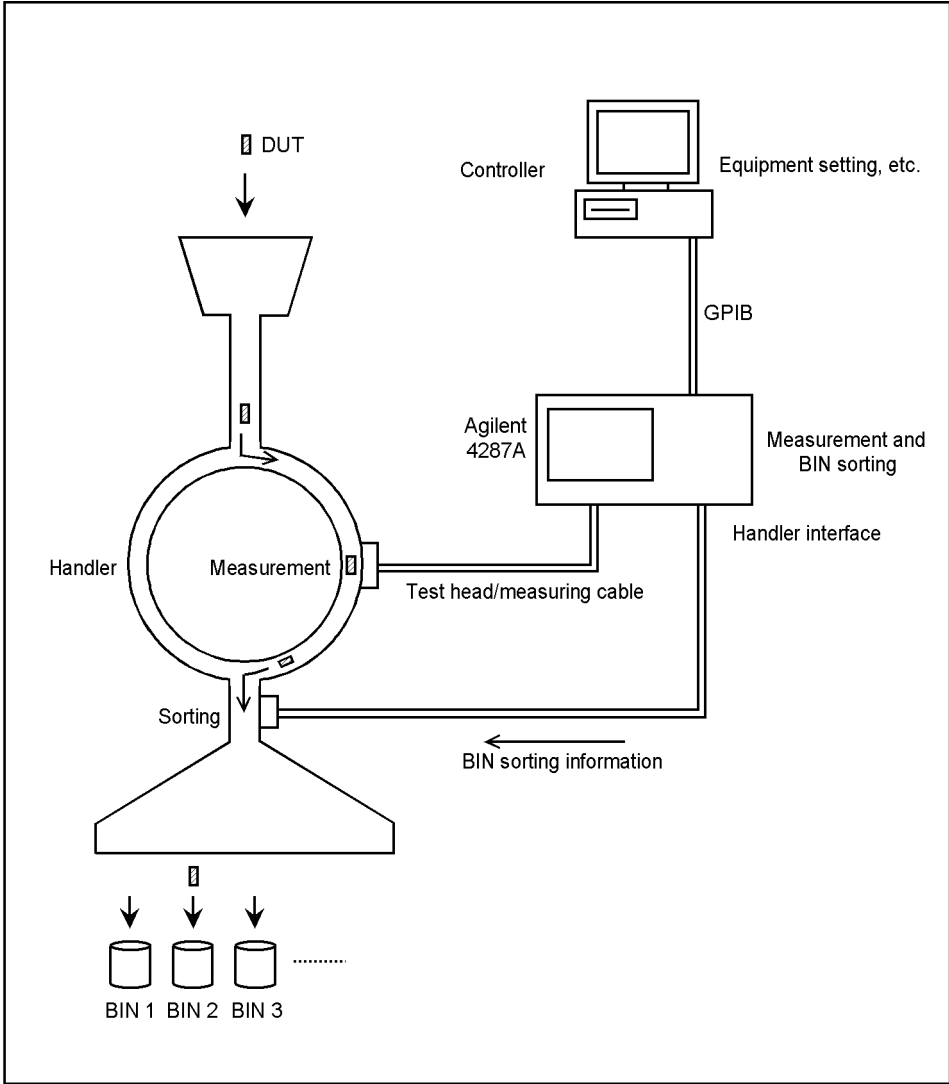 DUT
Controller
Equipment setting, etc.
GPIB
Agilent
4287A
Measurement and
BIN sorting
Handler interface
Handler
Measurement
Test head/measuring cable
Sorting
BIN sorting information
BIN 1 BIN 2 BIN 3 ..........